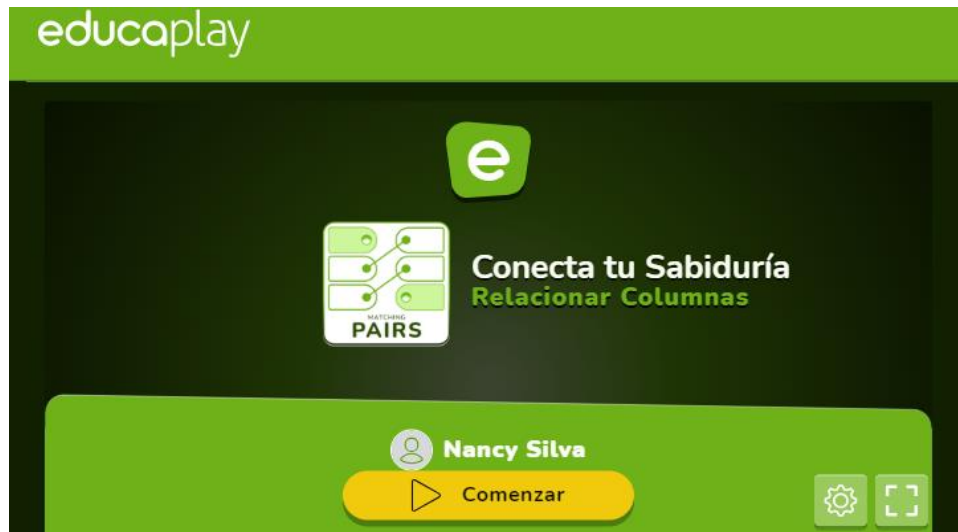 educaplay
e
Conecta tu Sabiduría
Relacionar Columnas
MATCHING
PAIRS
Nancy Silva
Comenzar